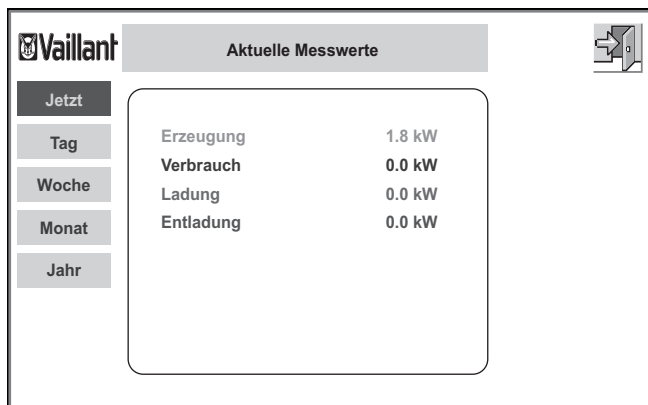 Vaillant
Aktuelle Messwerte
Jetzt
Tag
Woche
Monat
Jahr
Erzeugung 1.8 kW
Verbrauch 0.0 kW
Ladung 0.0 kW
Entladung 0.0 kW